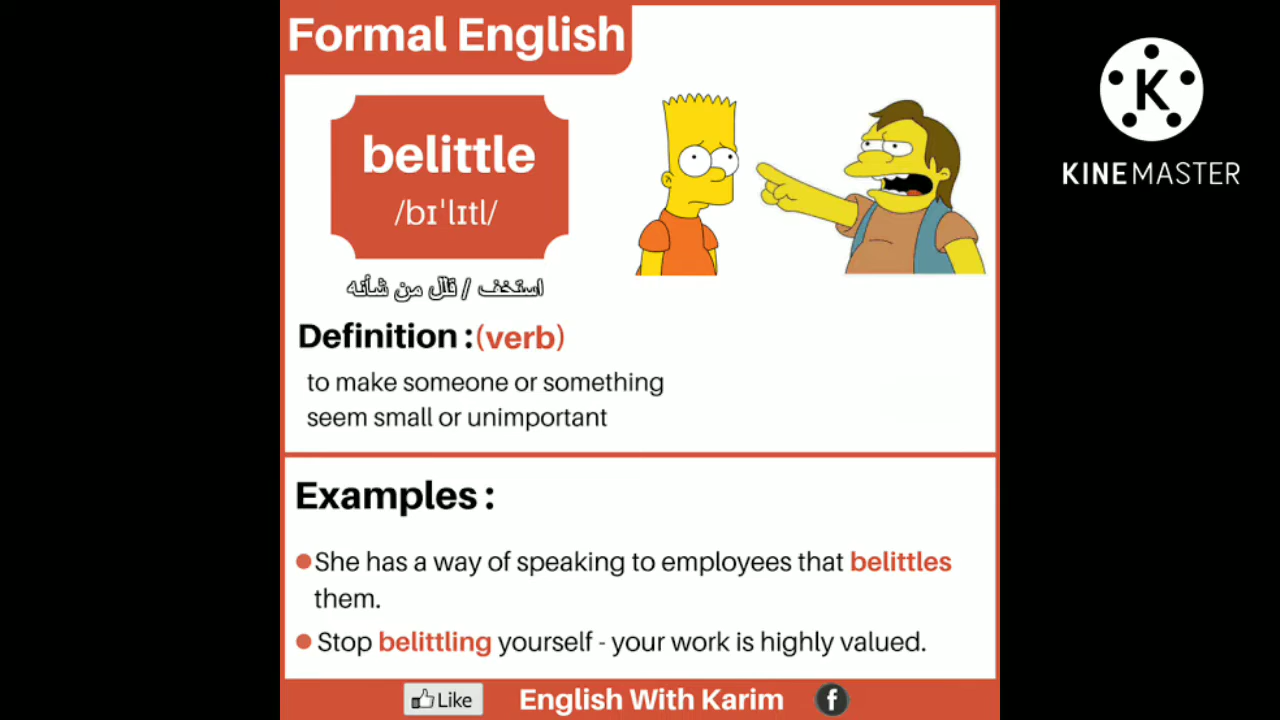 Formal English
belittle
/bɪˈlɪtl/
استخف / قلل من شأنه
Definition :(verb)
to make someone or something
seem small or unimportant
Examples :
She has a way of speaking to employees that belittles
them.
Stop belittling yourself - your work is highly valued.
Like
English With Karim
f
K
KINEMASTER